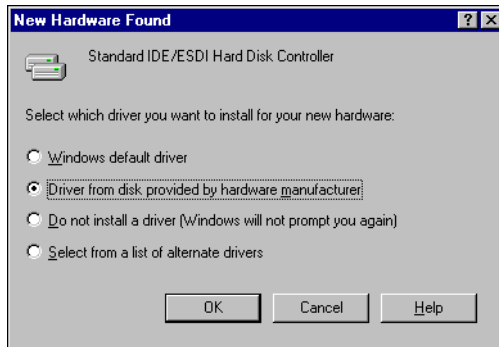 New Hardware Found
Standard IDE/ESDI Hard Disk Controller
Select which driver you want to install for your new hardware:
Windows default driver
Driver from disk provided by hardware manufacturer
Do not install a driver (Windows will not prompt you again)
Select from a list of alternate drivers
OK Cancel Help